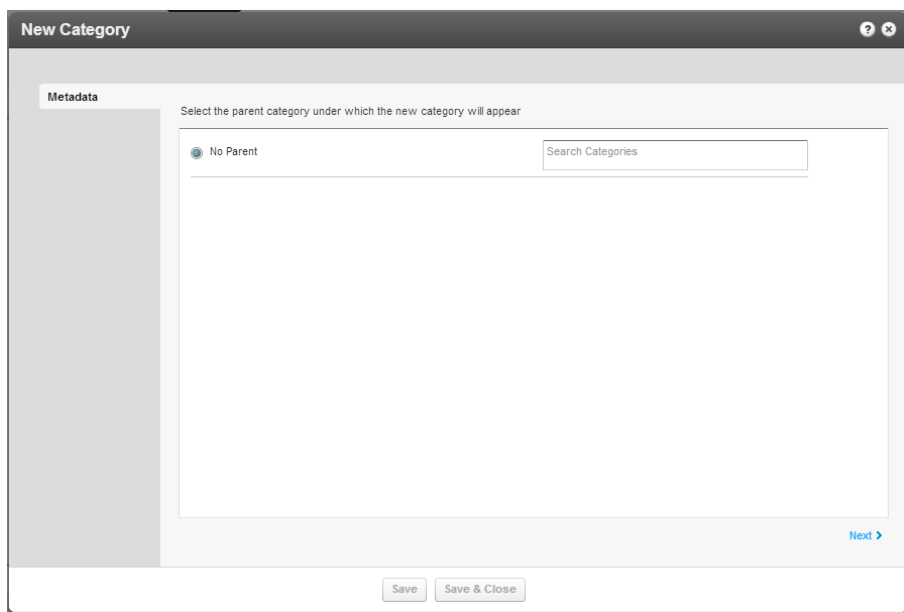 New Category
Metadata
Select the parent category under which the new category will appear
No Parent
Search Categories
Next
Save
Save & Close